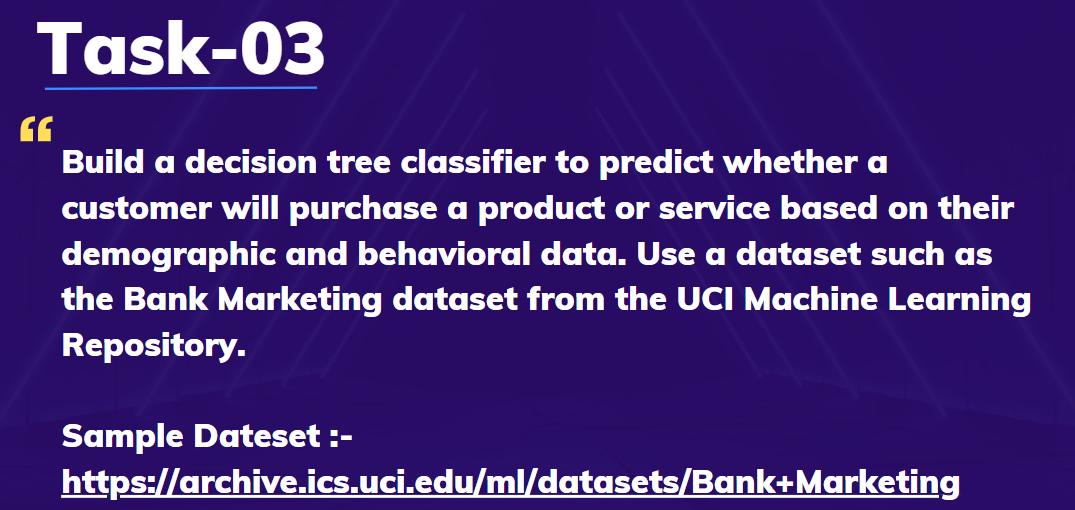 Task-03
“
Build a decision tree classifier to predict whether a
customer will purchase a product or service based on their
demographic and behavioral data. Use a dataset such as
the Bank Marketing dataset from the UCI Machine Learning
Repository.
Sample Dateset :-
https://archive.ics.uci.edu/ml/datasets/Bank+Marketing